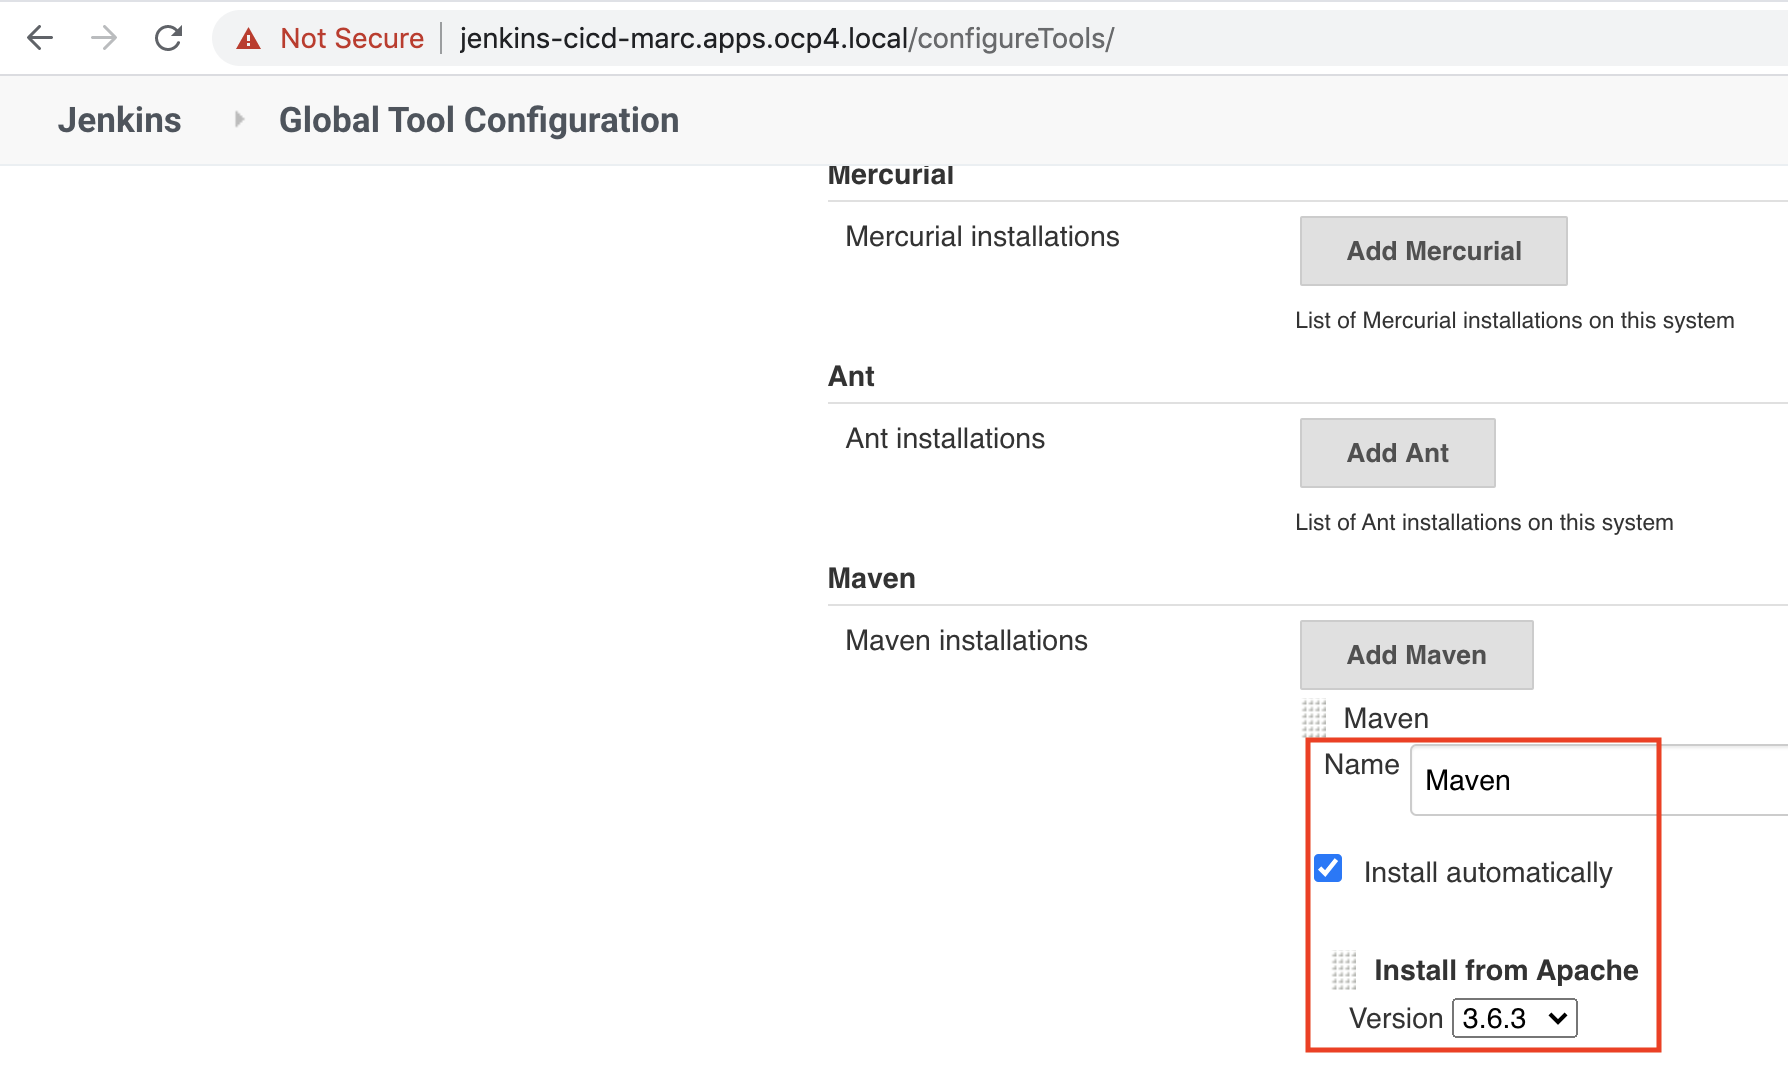 Not Secure jenkins-cicd-marc.apps.ocp4.local/configureTools/
Jenkins Global Tool Configuration
Mercurial
Mercurial installations Add Mercurial
List of Mercurial installations on this system
Ant
Ant installations Add Ant
List of Ant installations on this system
Maven
Maven installations Add Maven
Maven
Name Maven
Install automatically
Install from Apache
Version 3.6.3